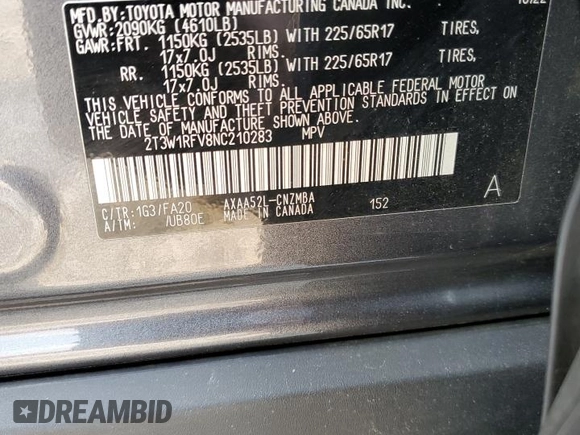 MFD.BY:TOYOTA MOTOR MANUFACTURING CANADA INC.
GVWR:2090KG (4610LB)
GAWR:FRT. 1150KG (2535LB) WITH 225/65R17 TIRES,
17x7.0J RIMS.
RR. 1150KG (2535LB) WITH 225/65R17 TIRES,
17x7.0J RIMS.
THIS VEHICLE CONFORMS TO ALL APPLICABLE FEDERAL MOTOR
VEHICLE SAFETY AND THEFT PREVENTION STANDARDS IN EFFECT ON
THE DATE OF MANUFACTURE SHOWN ABOVE.
2T3W1RFV8NC210283 MPV
C/TR:1G3/FA20 AXAA52L-CNZMBA 152 A
A/TM: /UB80E MADE IN CANADA
DREAMBID